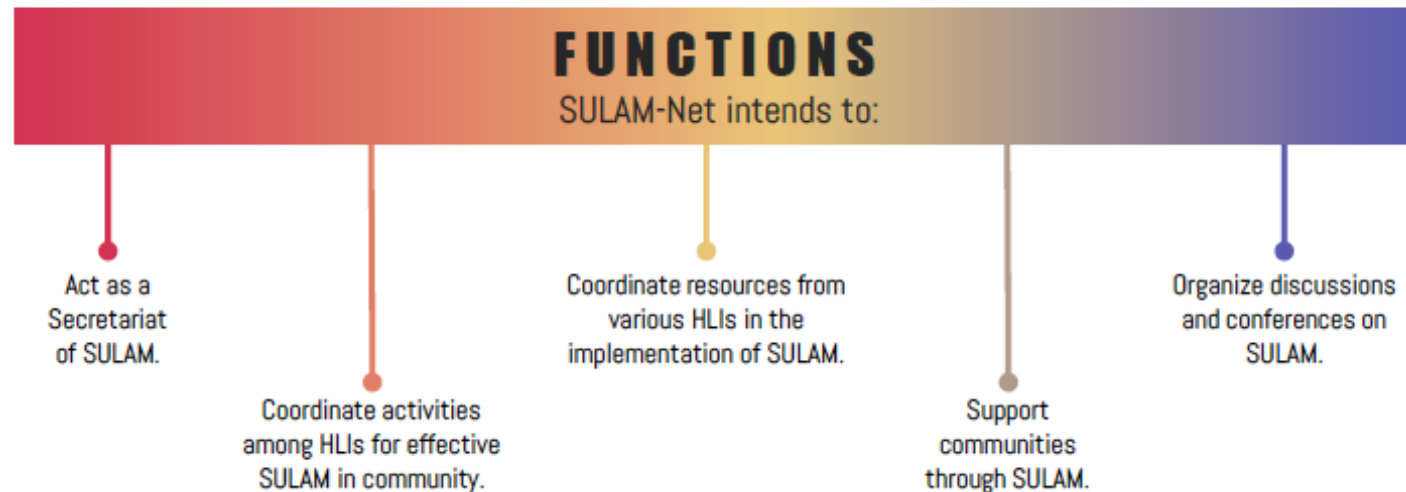 FUNCTIONS
SULAM-Net intends to:
Act as a
Secretariat
of SULAM.
Coordinate activities
among HLIs for effective
SULAM in community.
Coordinate resources from
various HLIs in the
implementation of SULAM.
Support
communities
through SULAM.
Organize discussions
and conferences on
SULAM.